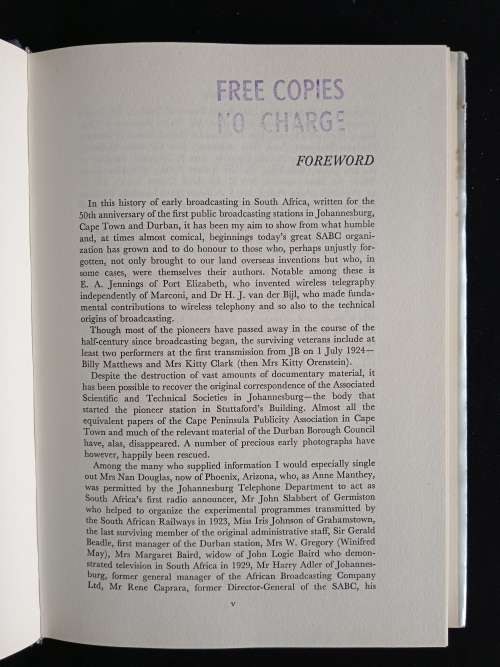 FREE COPIES
NO CHARGE
FOREWORD
In this history of early broadcasting in South Africa, written for the
50th anniversary of the first public broadcasting stations in Johannesburg,
Cape Town and Durban, it has been my aim to show from what humble
and, at times almost comical, beginnings today's great SABC organi-
zation has grown and to do honour to those who, perhaps unjustly for-
gotten, not only brought to our land overseas inventions but who, in
some cases, were themselves their authors. Notable among these is
E. A. Jennings of Port Elizabeth, who invented wireless telegraphy
independently of Marconi, and Dr H. J. van der Bijl, who made funda-
mental contributions to wireless telephony and so also to the technical
origins of broadcasting.
Though most of the pioneers have passed away in the course of the
half-century since broadcasting began, the surviving veterans include at
least two performers at the first transmission from JB on 1 July 1924—
Billy Matthews and Mrs Kitty Clark (then Mrs Kitty Orenstein).
Despite the destruction of vast amounts of documentary material, it
has been possible to recover the original correspondence of the Associated
Scientific and Technical Societies in Johannesburg—the body that
started the pioneer station in Stuttaford's Building. Almost all the
equivalent papers of the Cape Peninsula Publicity Association in Cape
Town and much of the relevant material of the Durban Borough Council
have, alas, disappeared. A number of precious early photographs have
however, happily been rescued.
Among the many who supplied information I would especially single
out Mrs Nan Douglas, now of Phoenix, Arizona, who, as Anne Manthey,
was permitted by the Johannesburg Telephone Department to act as
South Africa's first radio announcer, Mr John Slabbert of Germiston
who helped to organize the experimental programmes transmitted by
the South African Railways in 1923, Miss Iris Johnson of Grahamstown,
the last surviving member of the original administrative staff, Sir Gerald
Beadle, first manager of the Durban station, Mrs W. Gregory (Winifred
May), Mrs Margaret Baird, widow of John Logie Baird who demon-
strated television in South Africa in 1929, Mr Harry Adler of Johannes-
burg, former general manager of the African Broadcasting Company
Ltd, Mr Rene Caprara, former Director-General of the SABC, his
v